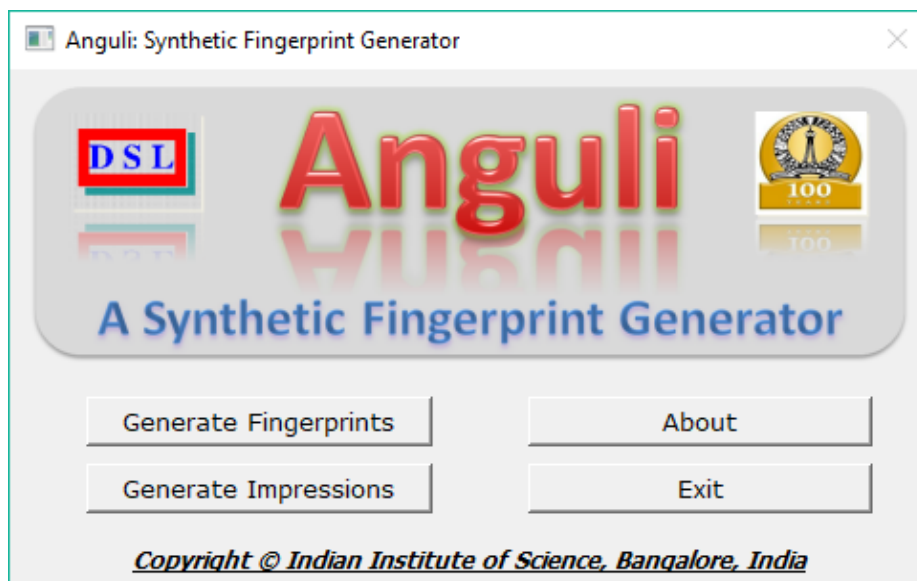 Anguli: Synthetic Fingerprint Generator
DSL
Anguli
100
YEARS
A Synthetic Fingerprint Generator
Generate Fingerprints
About
Generate Impressions
Exit
Copyright © Indian Institute of Science, Bangalore, India